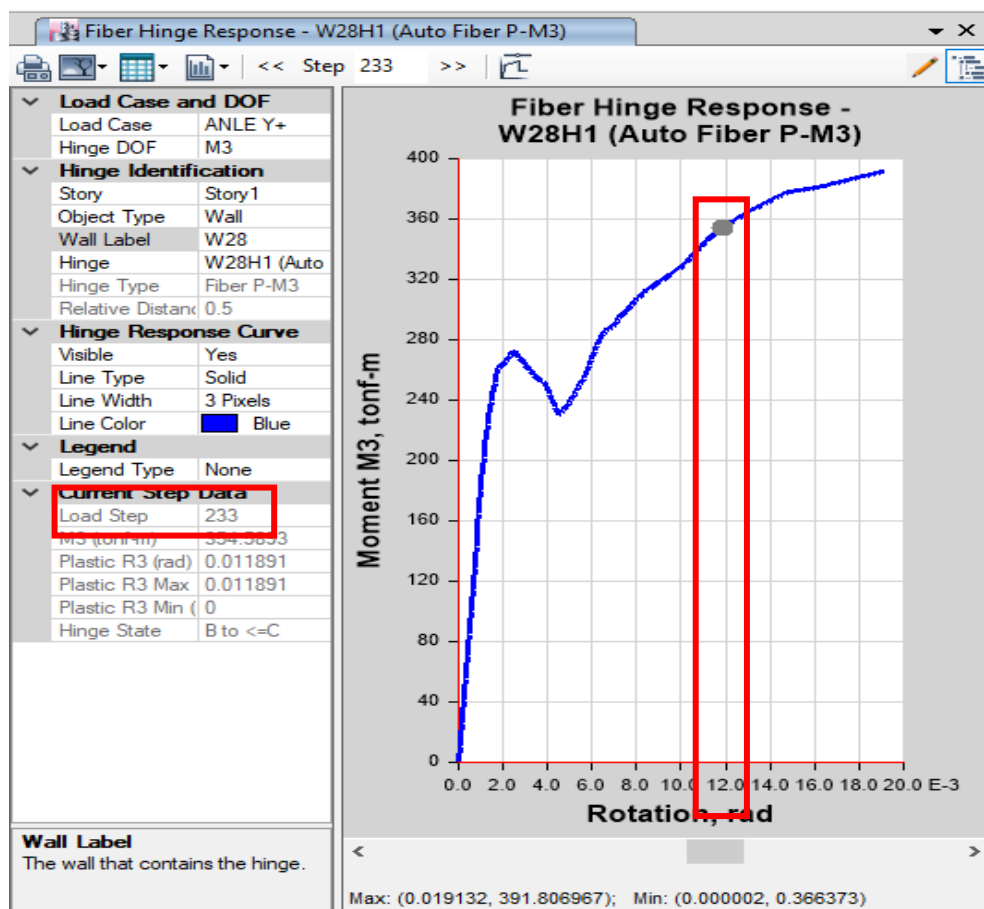 Fiber Hinge Response - W28H1 (Auto Fiber P-M3)
<< Step 233 >>
Load Case and DOF
Load Case ANLE Y+
Hinge DOF M3
Hinge Identification
Story Story1
Object Type Wall
Wall Label W28
Hinge W28H1 (Auto
Hinge Type Fiber P-M3
Relative Distanc 0.5
Hinge Response Curve
Visible Yes
Line Type Solid
Line Width 3 Pixels
Line Color Blue
Legend
Legend Type None
Current Step Data
Load Step 233
M3 (tonf-m)
Plastic R3 (rad) 0.011891
Plastic R3 Max 0.011891
Plastic R3 Min ( 0
Hinge State B to <=C
Wall Label
The wall that contains the hinge.
Fiber Hinge Response -
W28H1 (Auto Fiber P-M3)
400
360
320
280
240
200
160
120
80
40
0
Moment M3, tonf-m
0.0 2.0 4.0 6.0 8.0 10.0 12.0 14.0 16.0 18.0 20.0 E-3
Rotation, rad
Max: (0.019132, 391.806967); Min: (0.000002, 0.366373)